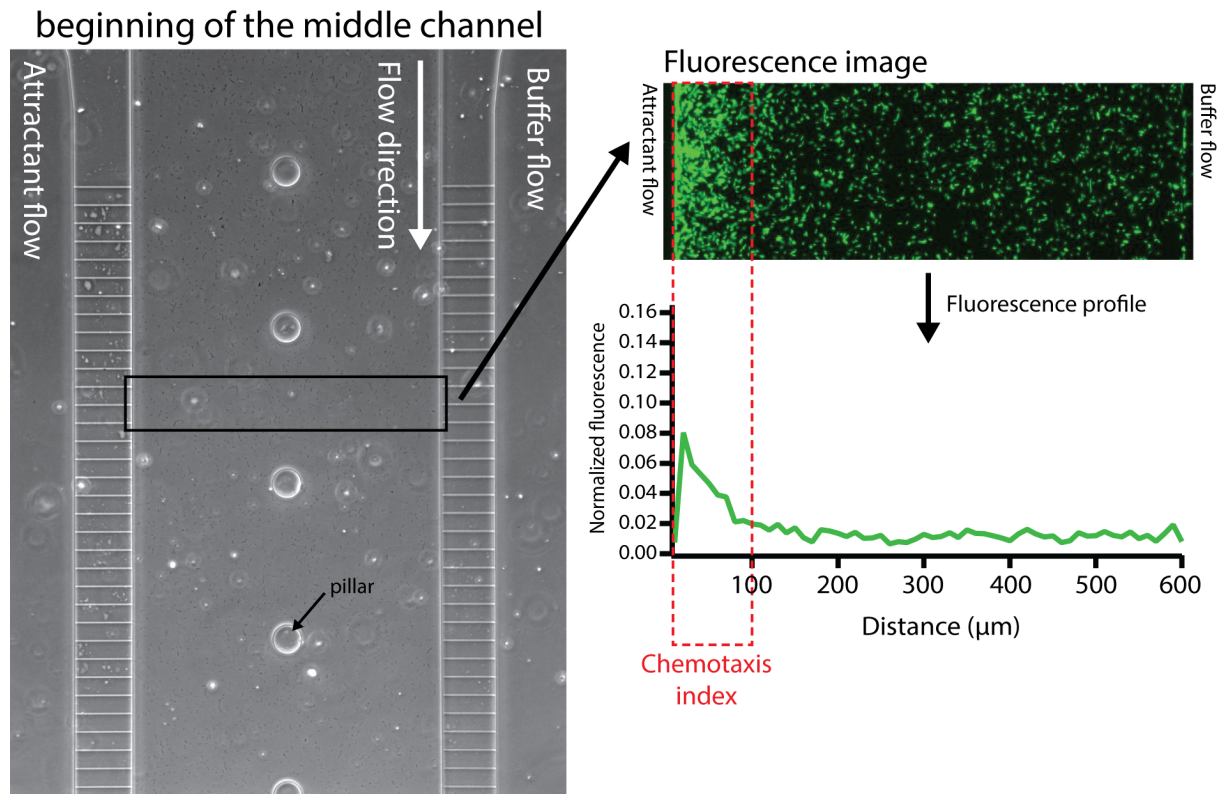 beginning of the middle channel
Attractant flow
Flow direction
Buffer flow
pillar
Fluorescence image
Attractant flow
Buffer flow
Fluorescence profile
Normalized fluorescence
0.16
0.14
0.12
0.10
0.08
0.06
0.04
0.02
0.00
100
200
300
400
500
600
Distance (µm)
Chemotaxis
index